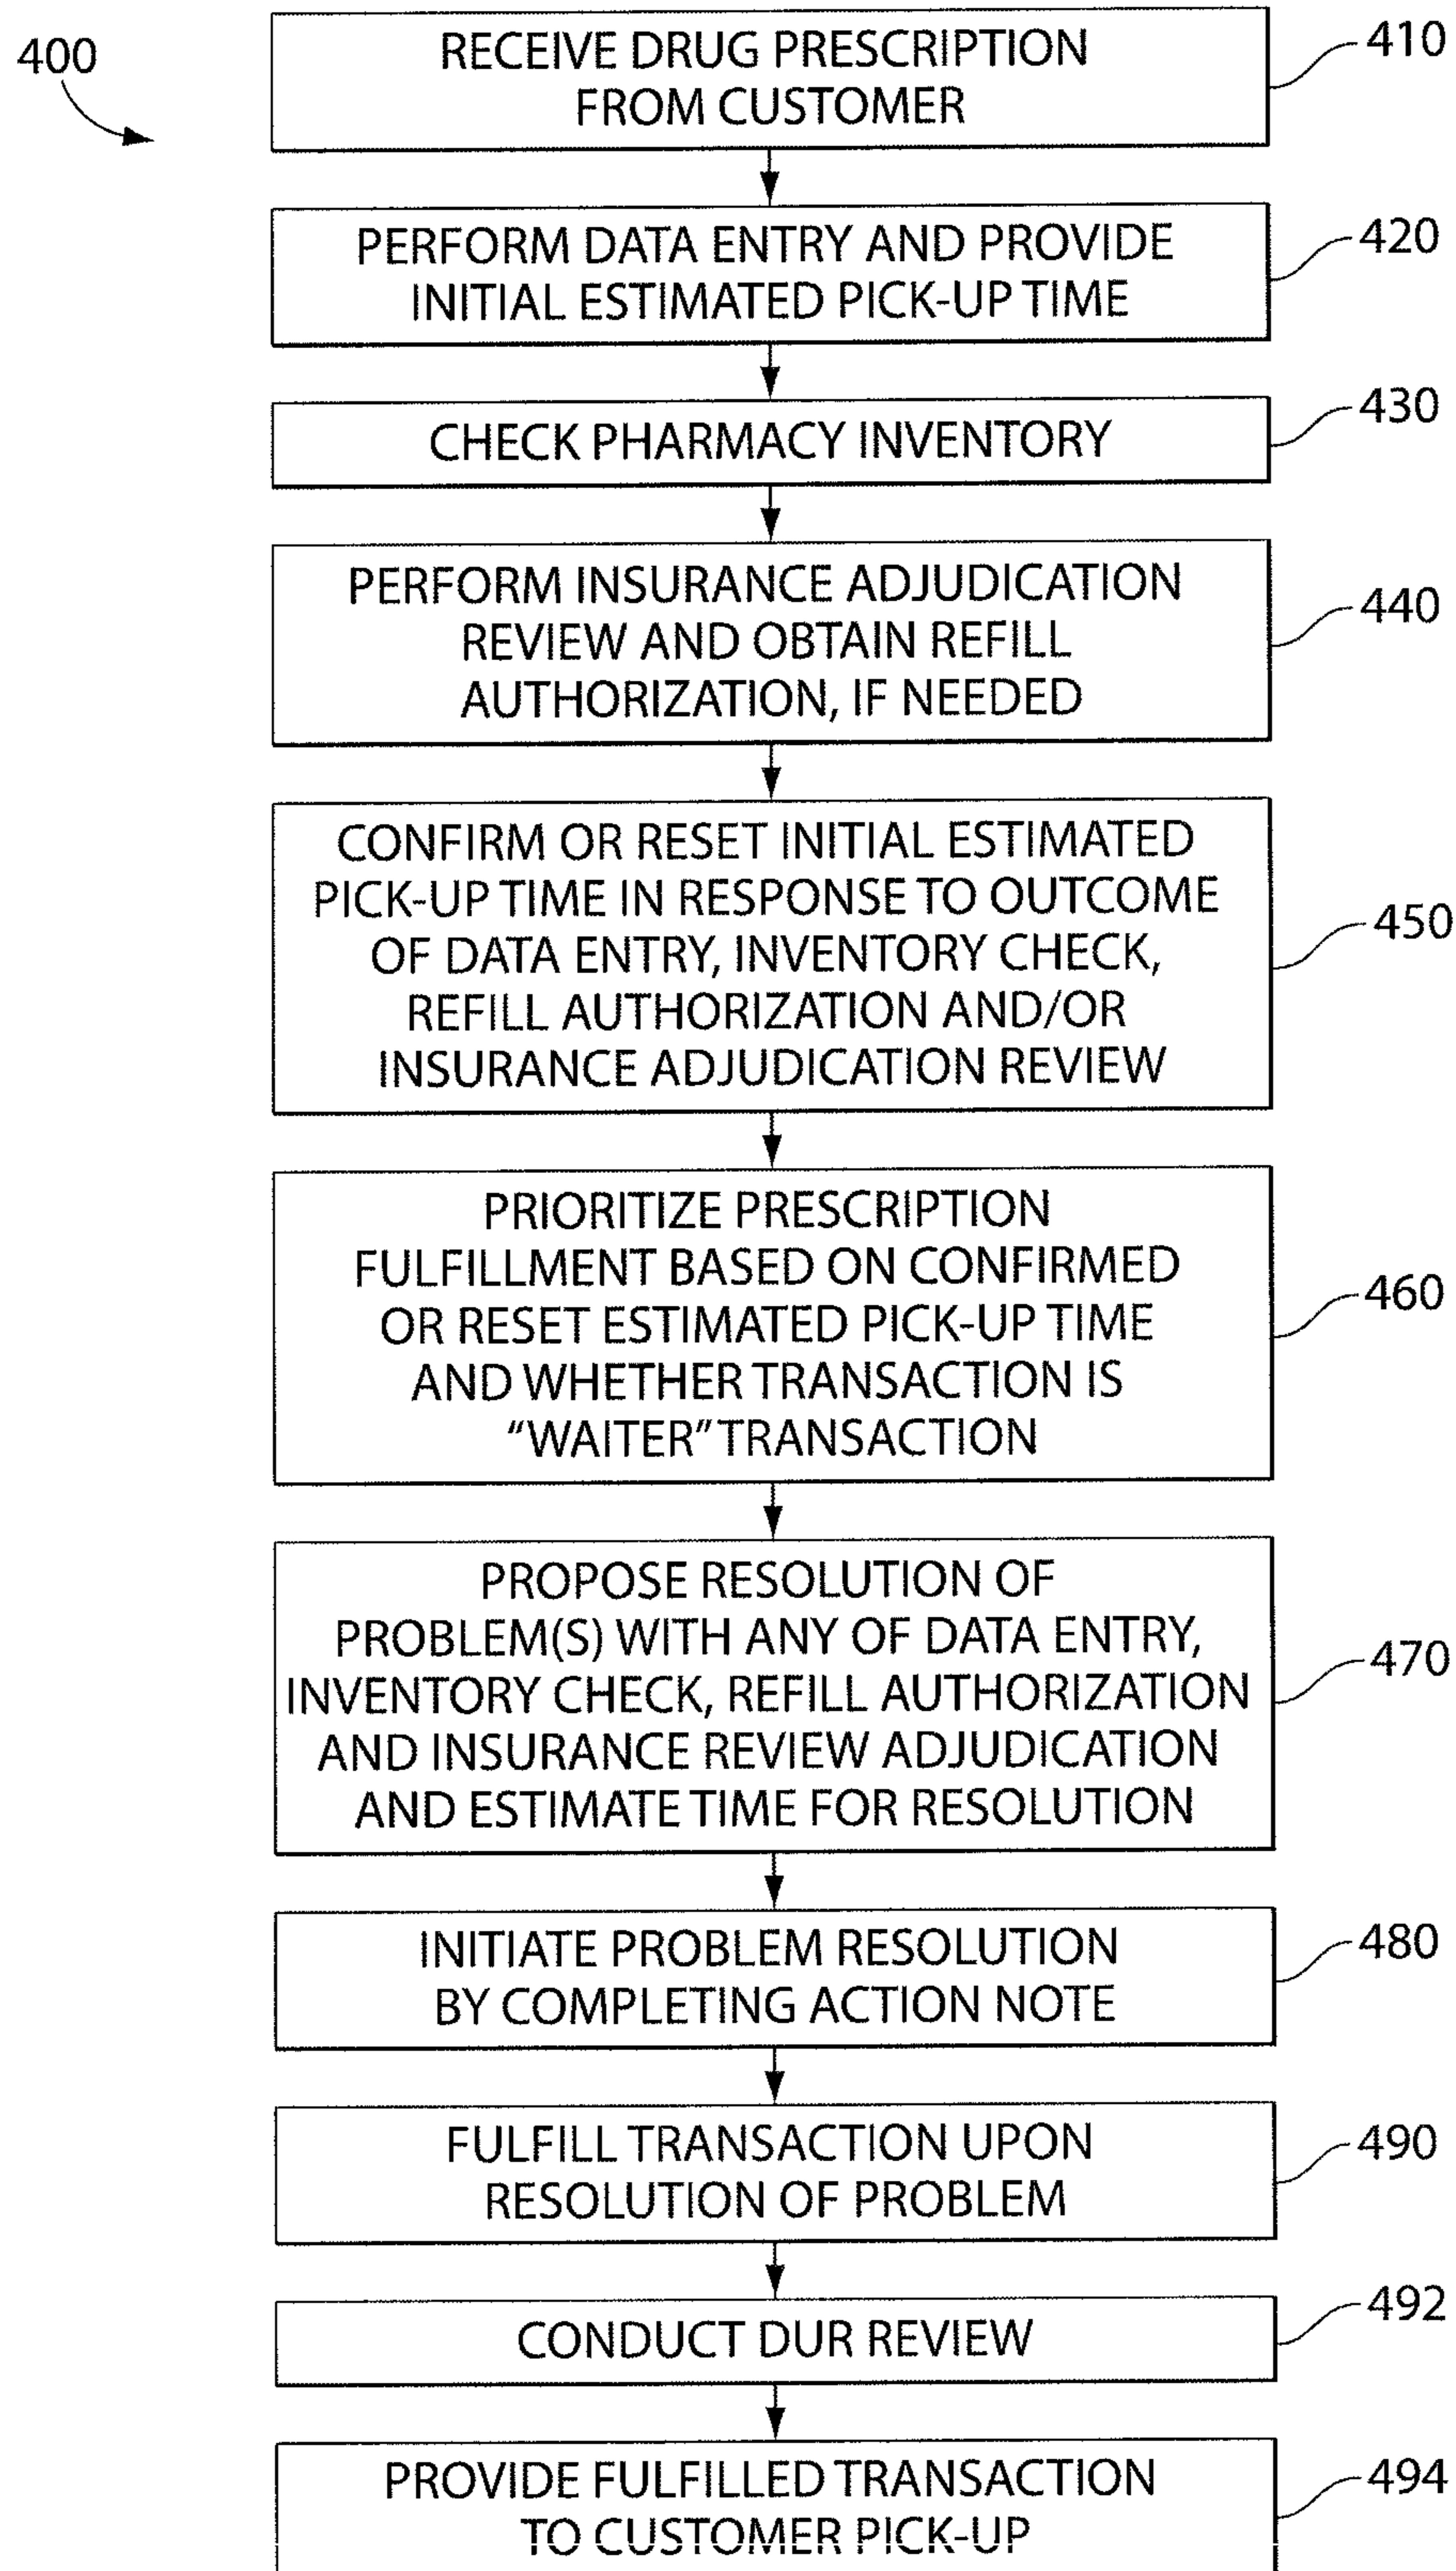 400
RECEIVE DRUG PRESCRIPTION
FROM CUSTOMER
410
PERFORM DATA ENTRY AND PROVIDE
INITIAL ESTIMATED PICK-UP TIME
420
CHECK PHARMACY INVENTORY
430
PERFORM INSURANCE ADJUDICATION
REVIEW AND OBTAIN REFILL
AUTHORIZATION, IF NEEDED
440
CONFIRM OR RESET INITIAL ESTIMATED
PICK-UP TIME IN RESPONSE TO OUTCOME
OF DATA ENTRY, INVENTORY CHECK,
REFILL AUTHORIZATION AND/OR
INSURANCE ADJUDICATION REVIEW
450
PRIORITIZE PRESCRIPTION
FULFILLMENT BASED ON CONFIRMED
OR RESET ESTIMATED PICK-UP TIME
AND WHETHER TRANSACTION IS
“WAITER” TRANSACTION
460
PROPOSE RESOLUTION OF
PROBLEM(S) WITH ANY OF DATA ENTRY,
INVENTORY CHECK, REFILL AUTHORIZATION
AND INSURANCE REVIEW ADJUDICATION
AND ESTIMATE TIME FOR RESOLUTION
470
INITIATE PROBLEM RESOLUTION
BY COMPLETING ACTION NOTE
480
FULFILL TRANSACTION UPON
RESOLUTION OF PROBLEM
490
CONDUCT DUR REVIEW
492
PROVIDE FULFILLED TRANSACTION
TO CUSTOMER PICK-UP
494